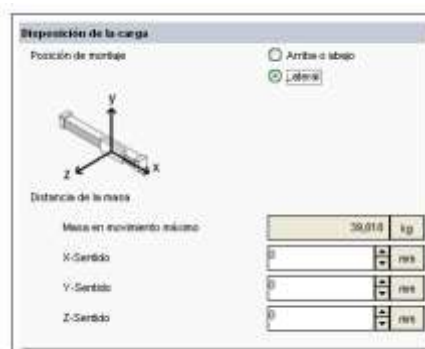 Disposición de la carga
Posición de montaje
Arriba o abajo
Lateral
y
z
x
Distancia de la masa
Masa en movimiento máximo 39,018 kg
X-Sentido 0 mm
Y-Sentido 0 mm
Z-Sentido 0 mm